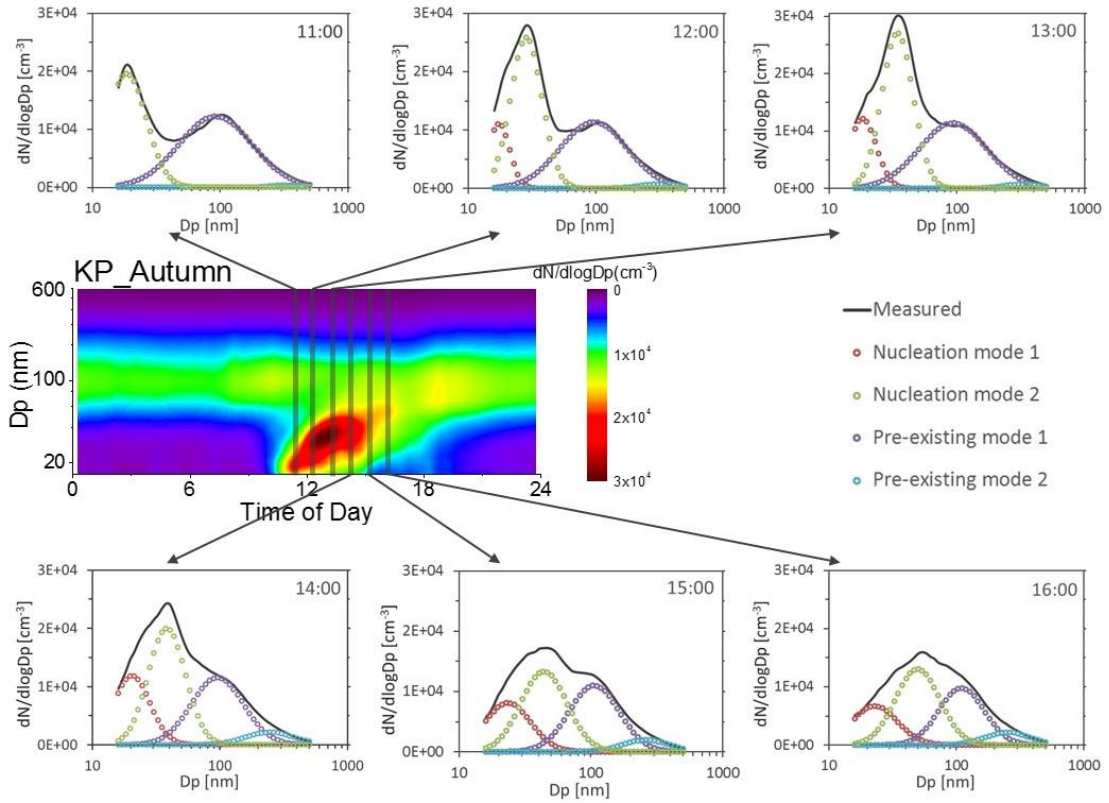 3E+04
2E+04
1E+04
0E+00
dN/dlogDp [cm⁻³]
11:00
10 100 1000
Dp [nm]
3E+04
2E+04
1E+04
0E+00
dN/dlogDp [cm⁻³]
12:00
10 100 1000
Dp [nm]
3E+04
2E+04
1E+04
0E+00
dN/dlogDp [cm⁻³]
13:00
10 100 1000
Dp [nm]
KP_Autumn
600
100
20
Dp (nm)
0 6 12 18 24
Time of Day
dN/dlogDp(cm⁻³)
0
1x10⁴
2x10⁴
3x10⁴
Measured
Nucleation mode 1
Nucleation mode 2
Pre-existing mode 1
Pre-existing mode 2
3E+04
2E+04
1E+04
0E+00
dN/dlogDp [cm⁻³]
14:00
10 100 1000
Dp [nm]
3E+04
2E+04
1E+04
0E+00
dN/dlogDp [cm⁻³]
15:00
10 100 1000
Dp [nm]
3E+04
2E+04
1E+04
0E+00
dN/dlogDp [cm⁻³]
16:00
10 100 1000
Dp [nm]